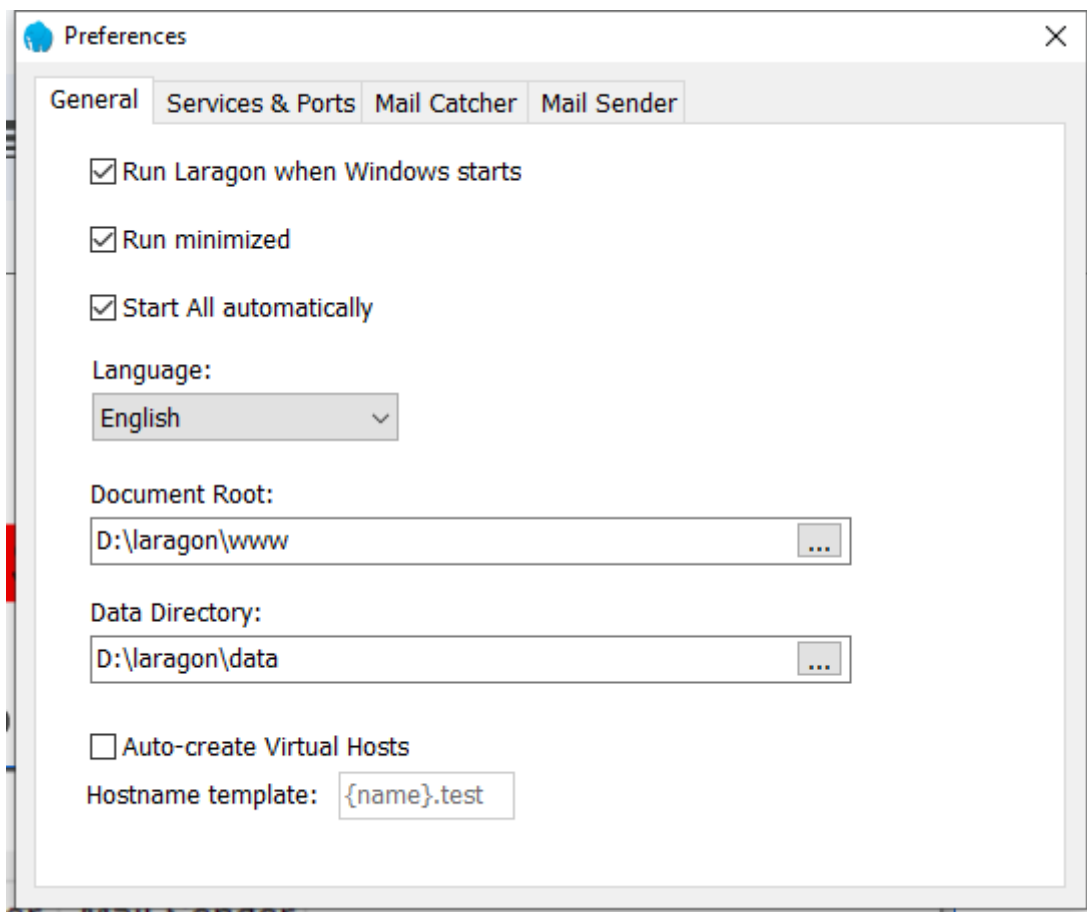 Preferences
General Services & Ports Mail Catcher Mail Sender
Run Laragon when Windows starts
Run minimized
Start All automatically
Language:
English
Document Root:
D:\laragon\www
...
Data Directory:
D:\laragon\data
...
Auto-create Virtual Hosts
Hostname template: {name}.test